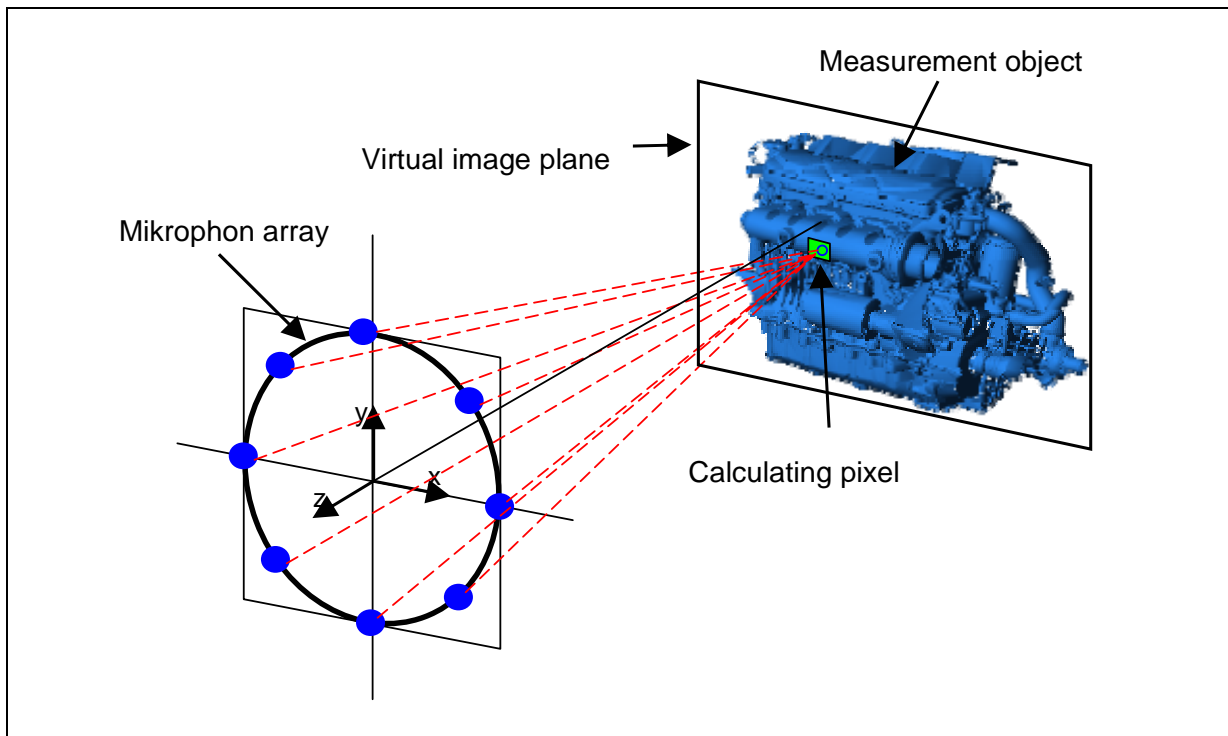 Measurement object
Virtual image plane
Mikrophon array
y
x
z
Calculating pixel